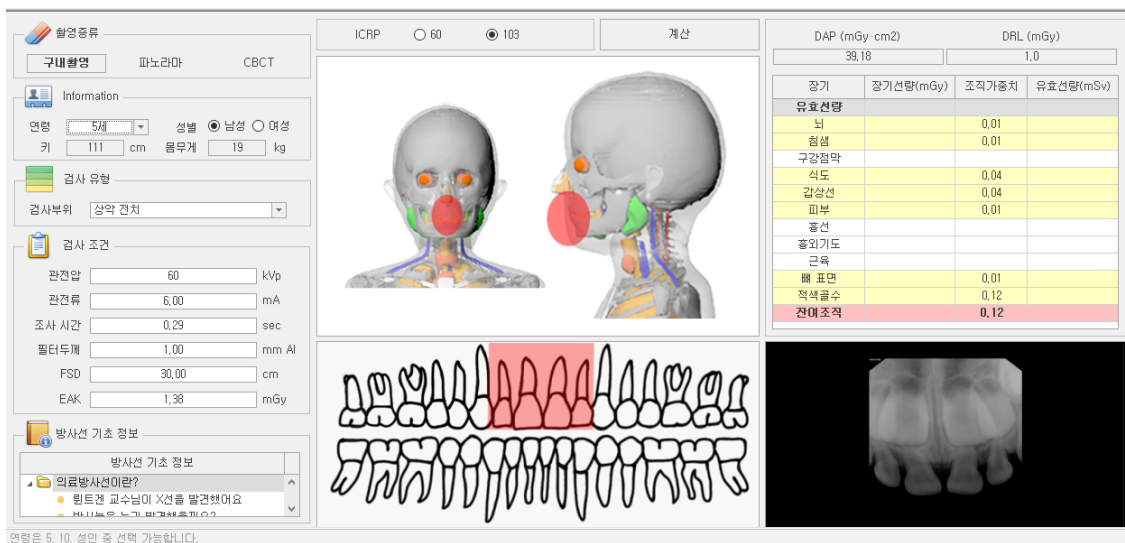 촬영종류
구내촬영 파노라마 CBCT
Information
연령 5세 성별 남성 여성
키 111 cm 몸무게 19 kg
검사 유형
검사부위 상악 전치
검사 조건
관전압 60 kVp
관전류 6,00 mA
조사 시간 0,29 sec
필터두께 1,00 mm Al
FSD 30,00 cm
EAK 1,38 mGy
방사선 기초 정보
방사선 기초 정보
의료방사선이란?
뢴트겐 교수님이 X선을 발견했어요
ICRP 60 103 계산
DAP (mGy·cm2) DRL (mGy)
39,18 1,0
장기 장기선량(mGy) 조직가중치 유효선량(mSv)
유효선량
뇌 0,01
침샘 0,01
구강점막
식도 0,04
갑상선 0,04
피부 0,01
흉선
흉외기도
근육
뼈 표면 0,01
적색골수 0,12
잔여조직 0,12
연령은 5, 10, 성인 중 선택 가능합니다.